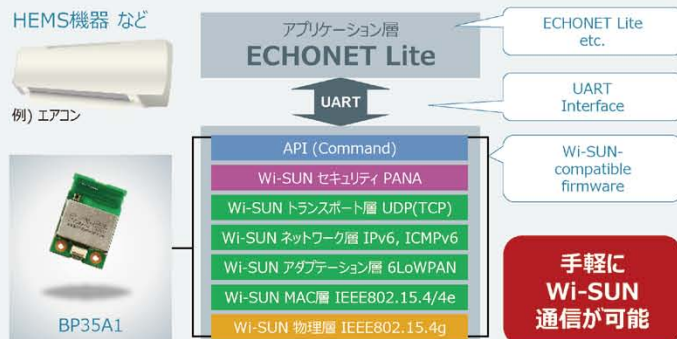 HEMS機器 など
例) エアコン
BP35A1
アプリケーション層
ECHONET Lite
UART
API (Command)
Wi-SUN セキュリティ PANA
Wi-SUN トランスポート層 UDP(TCP)
Wi-SUN ネットワーク層 IPv6, ICMPv6
Wi-SUN アダプテーション層 6LoWPAN
Wi-SUN MAC層 IEEE802.15.4/4e
Wi-SUN 物理層 IEEE802.15.4g
ECHONET Lite
etc.
UART
Interface
Wi-SUN-
compatible
firmware
手軽に
Wi-SUN
通信が可能